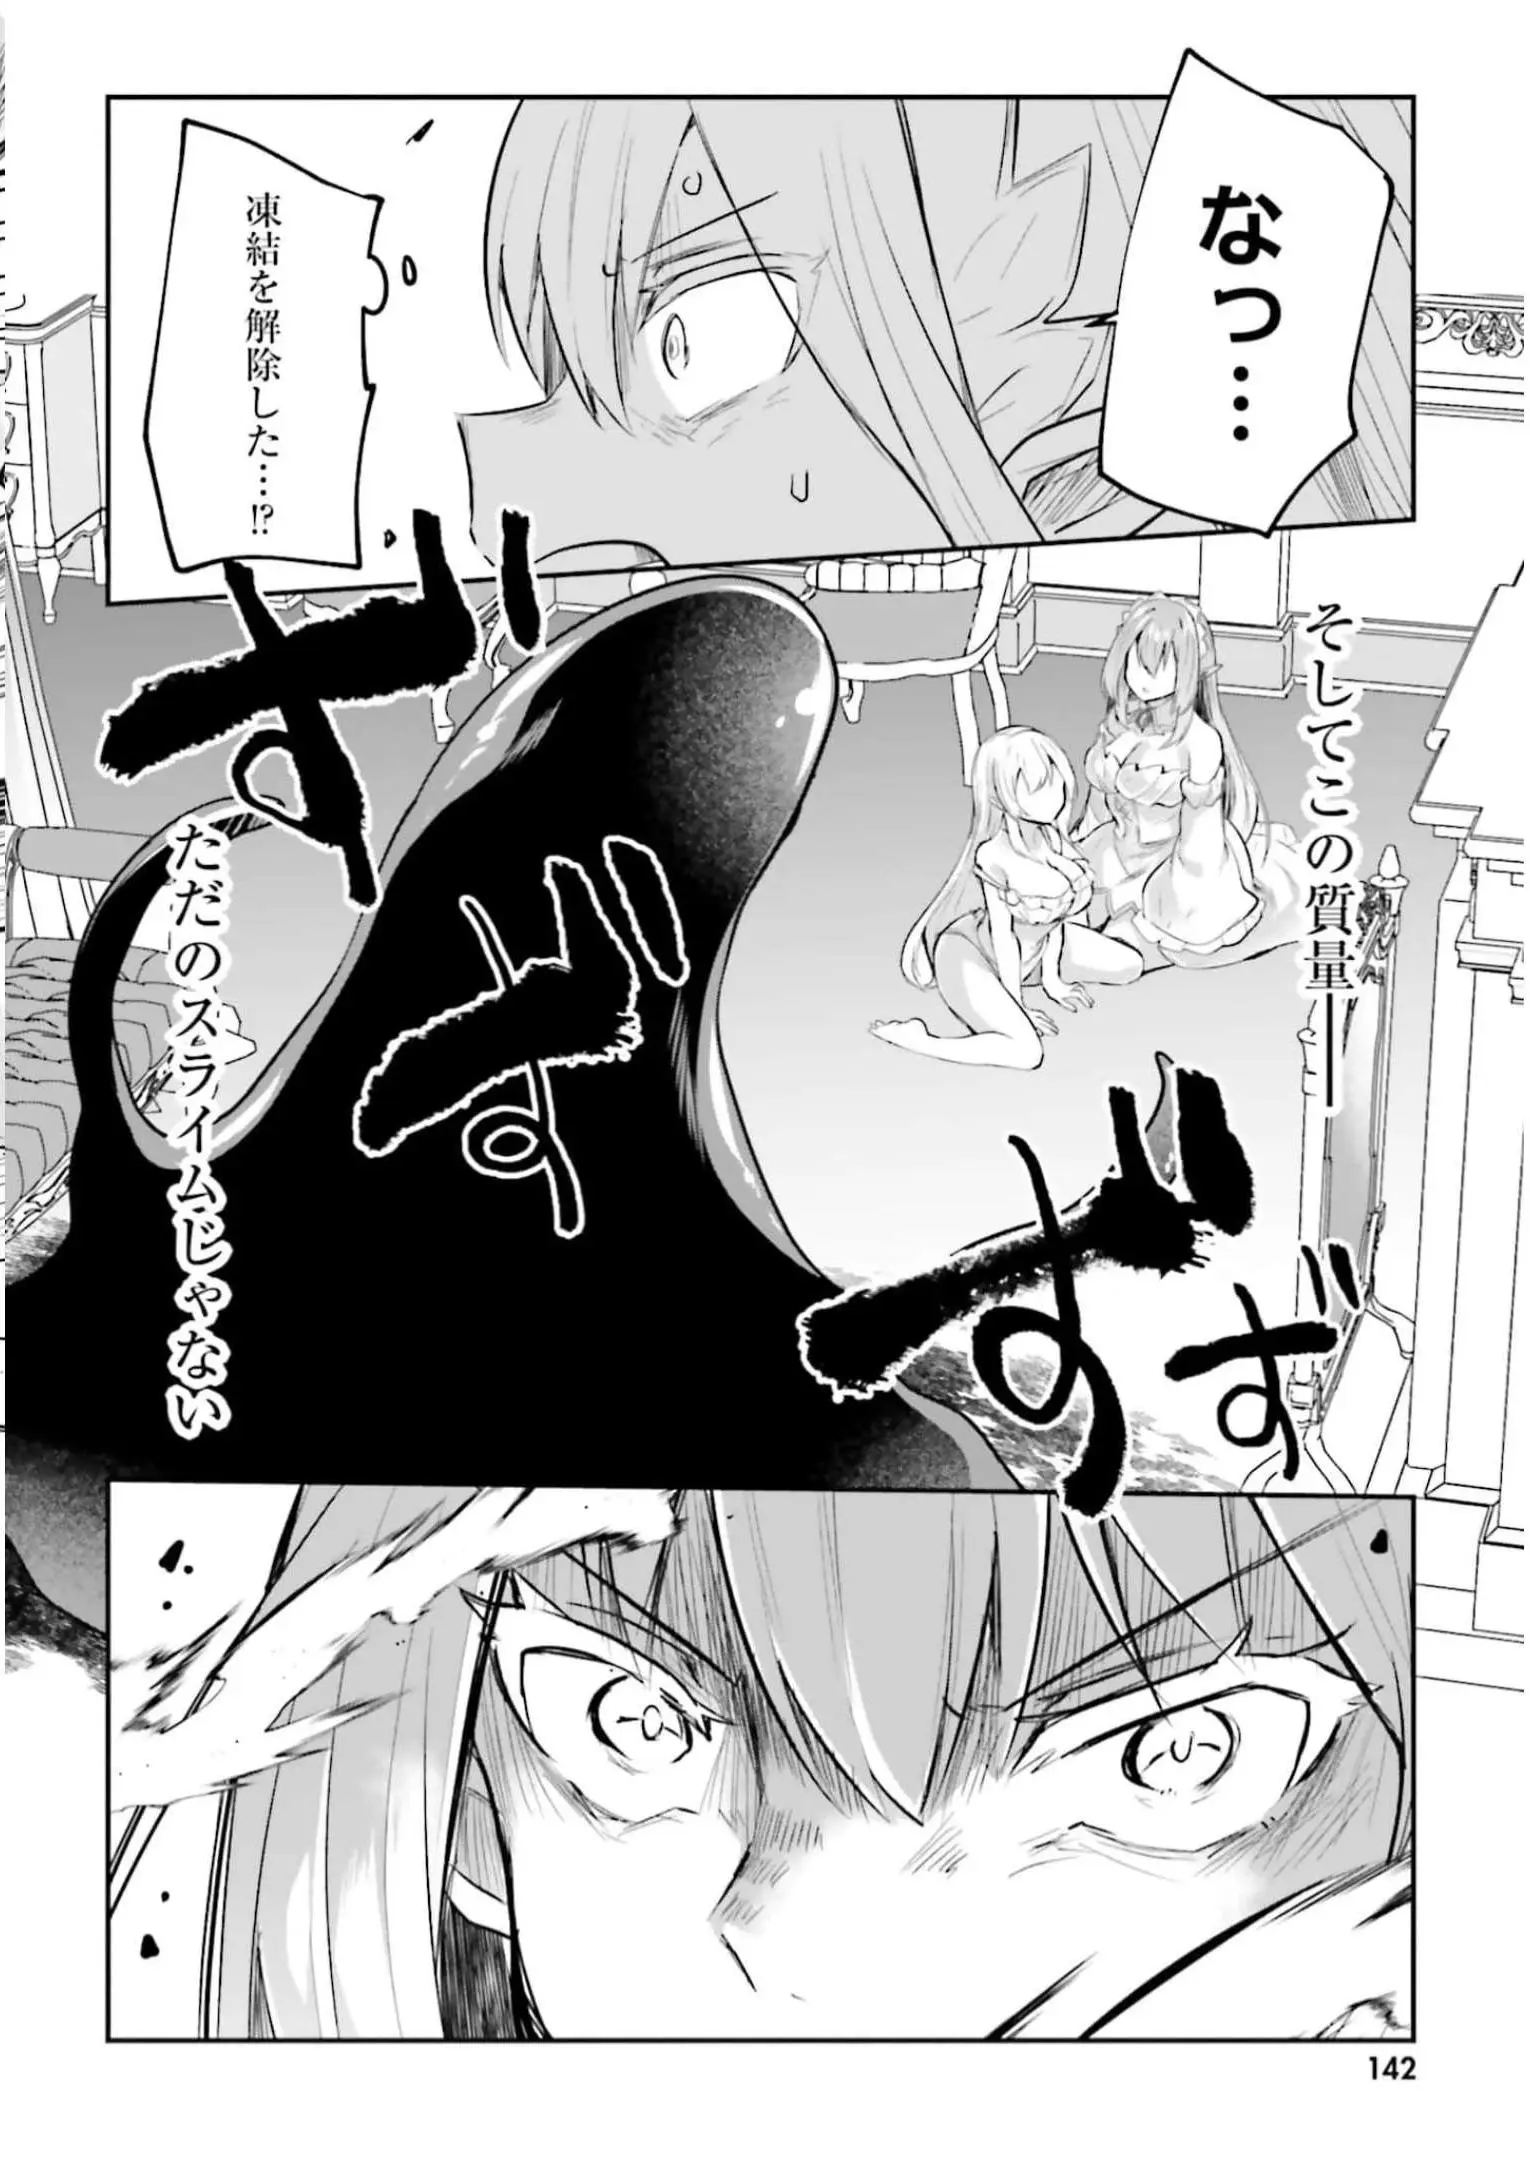 なっ…
凍結を解除した…!?
そしてこの質量――
ただのスライムじゃない
ずずずず
142